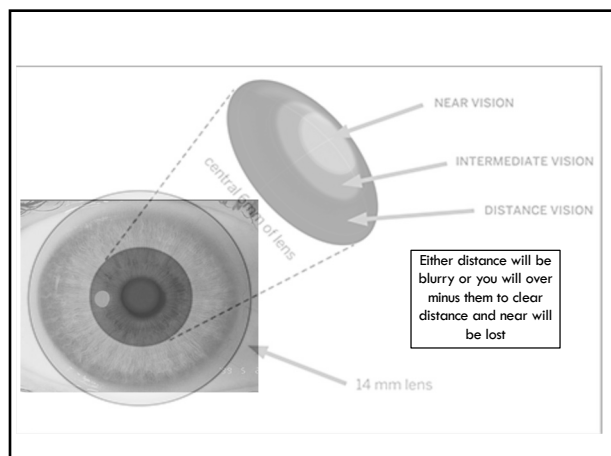 NEAR VISION
INTERMEDIATE VISION
DISTANCE VISION
central 6mm of lens
Either distance will be
blurry or you will over
minus them to clear
distance and near will
be lost
14 mm lens